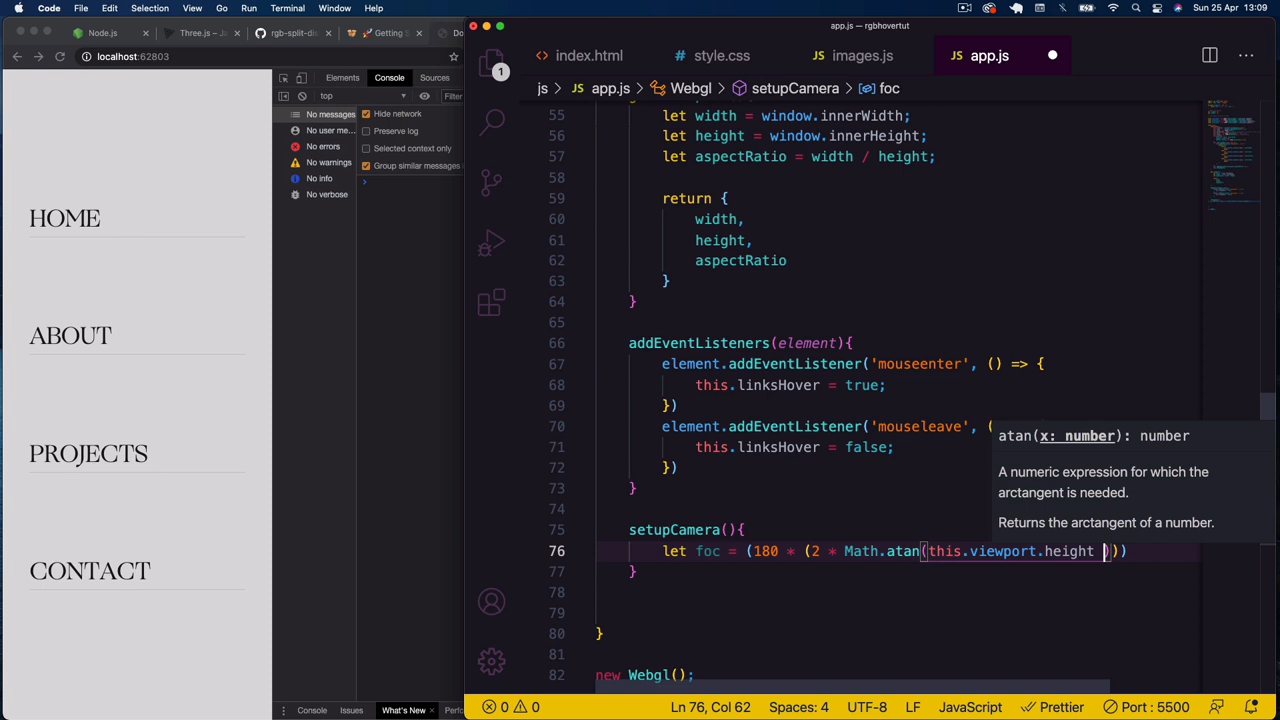 Code File Edit Selection View Go Run Terminal Window Help
Sun 25 Apr 13:09
Node.js
Three.js – Ja
rgb-split-di
Getting S
Do
localhost:62803
HOME
ABOUT
PROJECTS
CONTACT
Elements Console Sources
top
Filter
No messages
No user me...
No errors
No warnings
No info
No verbose
Hide network
Preserve log
Selected context only
Group similar messages
Console Issues What's New Perfo
app.js — rgbhovertut
1
index.html style.css images.js app.js
js > app.js > Webgl > setupCamera > foc
55 let width = window.innerWidth;
56 let height = window.innerHeight;
57 let aspectRatio = width / height;
58
59 return {
60 width,
61 height,
62 aspectRatio
63 }
64 }
65
66 addEventListeners(element){
67 element.addEventListener('mouseenter', () => {
68 this.linksHover = true;
69 })
70 element.addEventListener('mouseleave', (
71 this.linksHover = false;
72 })
73 }
74
75 setupCamera(){
76 let foc = (180 * (2 * Math.atan(this.viewport.height )))
77 }
78
79
80 }
82 new Webgl();
atan(x: number): number
A numeric expression for which the
arctangent is needed.
Returns the arctangent of a number.
0 0 Ln 76, Col 62 Spaces: 4 UTF-8 LF JavaScript Prettier Port : 5500